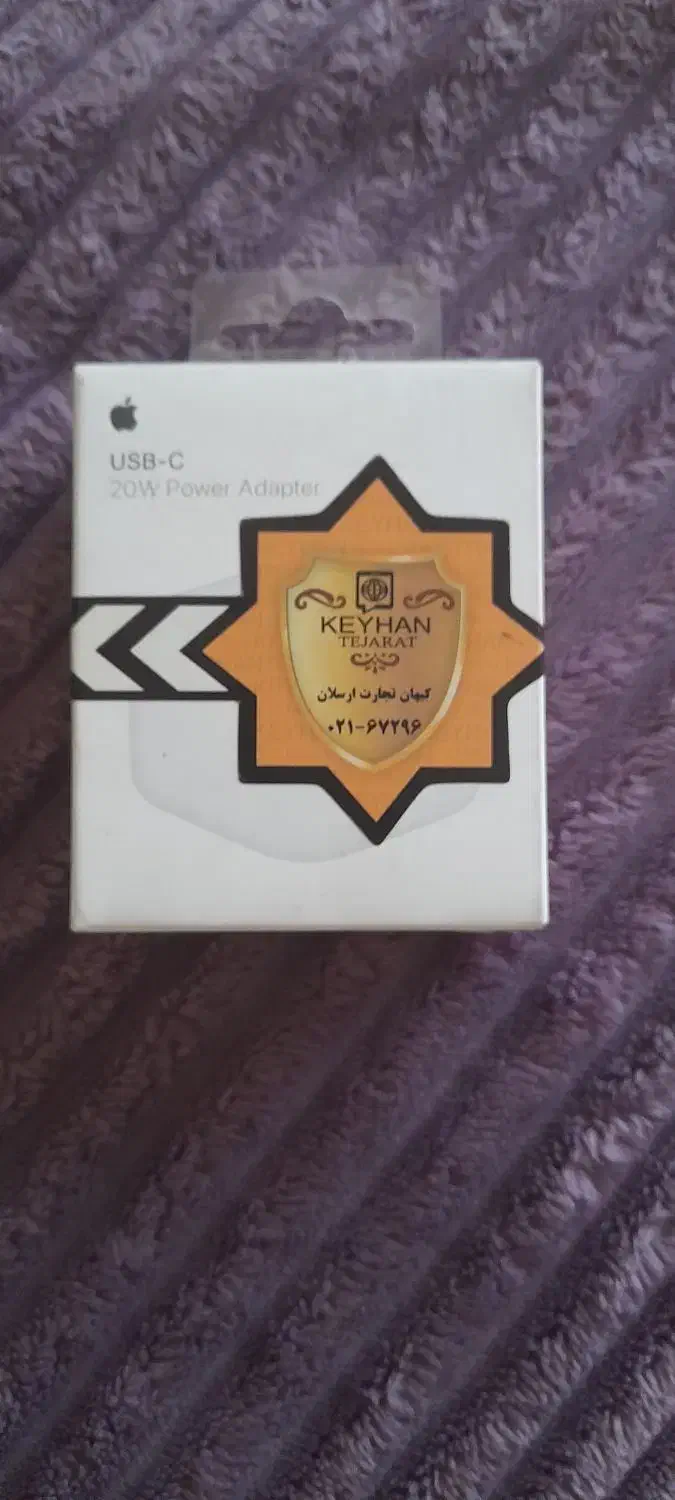 USB-C
20W Power Adapter
KEYHAN
TEJARAT
کیهان تجارت ارسلان
۰۲۱-۶۷۲۹۶